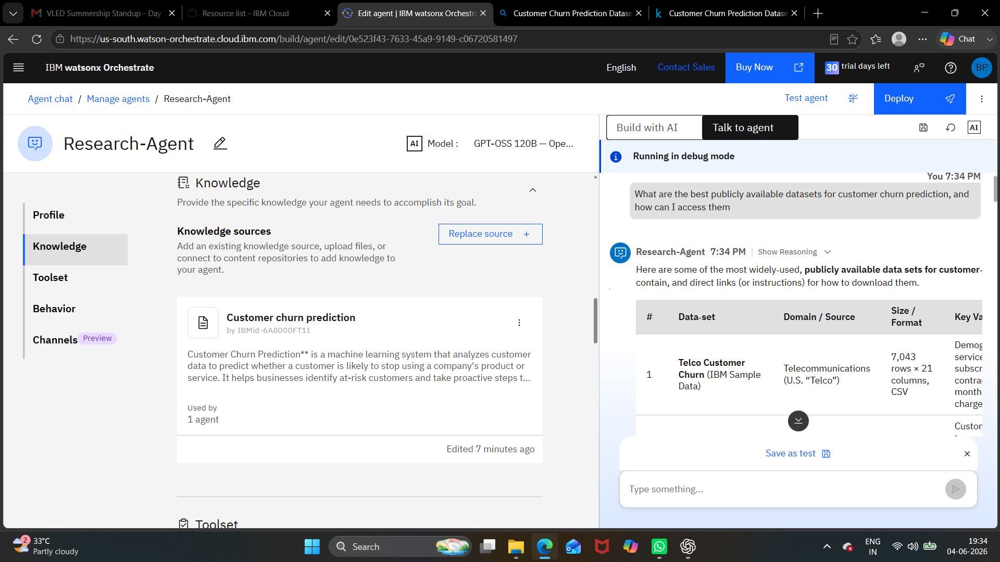 VLED Summership Standup - Day
Resource list - IBM Cloud
Edit agent | IBM watsonx Orchestra
Customer Churn Prediction Datase
Customer Churn Prediction Datase
https://us-south.watson-orchestrate.cloud.ibm.com/build/agent/edit/0e523f43-7633-45a9-9149-c06720581497
Chat
IBM watsonx Orchestrate
English
Contact Sales
Buy Now
30 trial days left
BP
Agent chat / Manage agents / Research-Agent
Test agent
Deploy
Research-Agent
AI Model : GPT-OSS 120B — Ope...
Profile
Knowledge
Toolset
Behavior
Channels Preview
Knowledge
Provide the specific knowledge your agent needs to accomplish its goal.
Knowledge sources
Add an existing knowledge source, upload files, or
connect to content repositories to add knowledge to
your agent.
Replace source +
Customer churn prediction
by IBMid-6A8000FT1I
Customer Churn Prediction** is a machine learning system that analyzes customer
data to predict whether a customer is likely to stop using a company's product or
service. It helps businesses identify at-risk customers and take proactive steps t...
Used by
1 agent
Edited 7 minutes ago
Toolset
Build with AI
Talk to agent
AI
Running in debug mode
You 7:34 PM
What are the best publicly available datasets for customer churn prediction, and
how can I access them
Research-Agent 7:34 PM
Show Reasoning
Here are some of the most widely-used, publicly available data sets for customer-
contain, and direct links (or instructions) for how to download them.
#
Data-set
Domain / Source
Size /
Format
Key Va
1
Telco Customer
Churn (IBM Sample
Data)
Telecommunications
(U.S. “Telco”)
7,043
rows × 21
columns,
CSV
Demog
service
subscr
contra
month
charge
Custor
Save as test
Type something...
2
33°C
Partly cloudy
Search
ENG
IN
19:34
04-06-2026